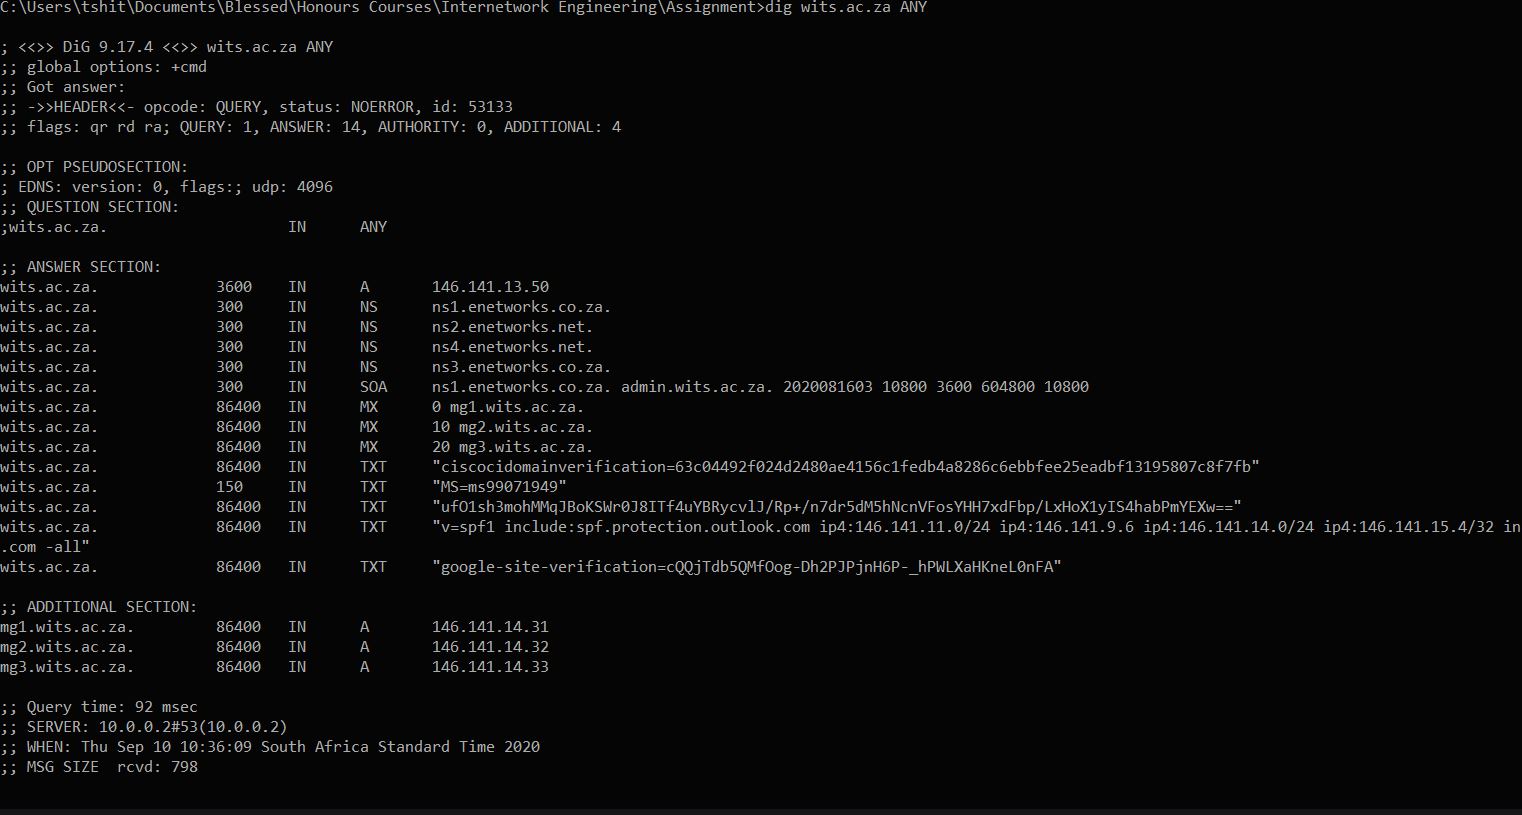 C:\Users\tshit\Documents\Blessed\Honours Courses\Internetwork Engineering\Assignment>dig wits.ac.za ANY
; <<>> DiG 9.17.4 <<>> wits.ac.za ANY
;; global options: +cmd
;; Got answer:
;; ->>HEADER<<- opcode: QUERY, status: NOERROR, id: 53133
;; flags: qr rd ra; QUERY: 1, ANSWER: 14, AUTHORITY: 0, ADDITIONAL: 4
;; OPT PSEUDOSECTION:
; EDNS: version: 0, flags:; udp: 4096
;; QUESTION SECTION:
;wits.ac.za. IN ANY
;; ANSWER SECTION:
wits.ac.za. 3600 IN A 146.141.13.50
wits.ac.za. 300 IN NS ns1.enetworks.co.za.
wits.ac.za. 300 IN NS ns2.enetworks.net.
wits.ac.za. 300 IN NS ns4.enetworks.net.
wits.ac.za. 300 IN NS ns3.enetworks.co.za.
wits.ac.za. 300 IN SOA ns1.enetworks.co.za. admin.wits.ac.za. 2020081603 10800 3600 604800 10800
wits.ac.za. 86400 IN MX 0 mg1.wits.ac.za.
wits.ac.za. 86400 IN MX 10 mg2.wits.ac.za.
wits.ac.za. 86400 IN MX 20 mg3.wits.ac.za.
wits.ac.za. 86400 IN TXT "ciscocidomainverification=63c04492f024d2480ae4156c1fedb4a8286c6ebbfee25eadbf13195807c8f7fb"
wits.ac.za. 150 IN TXT "MS=ms99071949"
wits.ac.za. 86400 IN TXT "ufO1sh3mohMMqJBoKSWr0J8ITf4uYBRycvlJ/Rp+/n7dr5dM5hNcnVFosYHH7xdFbp/LxHoX1yIS4habPmYEXw=="
wits.ac.za. 86400 IN TXT "v=spf1 include:spf.protection.outlook.com ip4:146.141.11.0/24 ip4:146.141.9.6 ip4:146.141.14.0/24 ip4:146.141.15.4/32 in
.com -all"
wits.ac.za. 86400 IN TXT "google-site-verification=cQQjTdb5QMfOog-Dh2PJPjnH6P-_hPWLXaHKneL0nFA"
;; ADDITIONAL SECTION:
mg1.wits.ac.za. 86400 IN A 146.141.14.31
mg2.wits.ac.za. 86400 IN A 146.141.14.32
mg3.wits.ac.za. 86400 IN A 146.141.14.33
;; Query time: 92 msec
;; SERVER: 10.0.0.2#53(10.0.0.2)
;; WHEN: Thu Sep 10 10:36:09 South Africa Standard Time 2020
;; MSG SIZE rcvd: 798